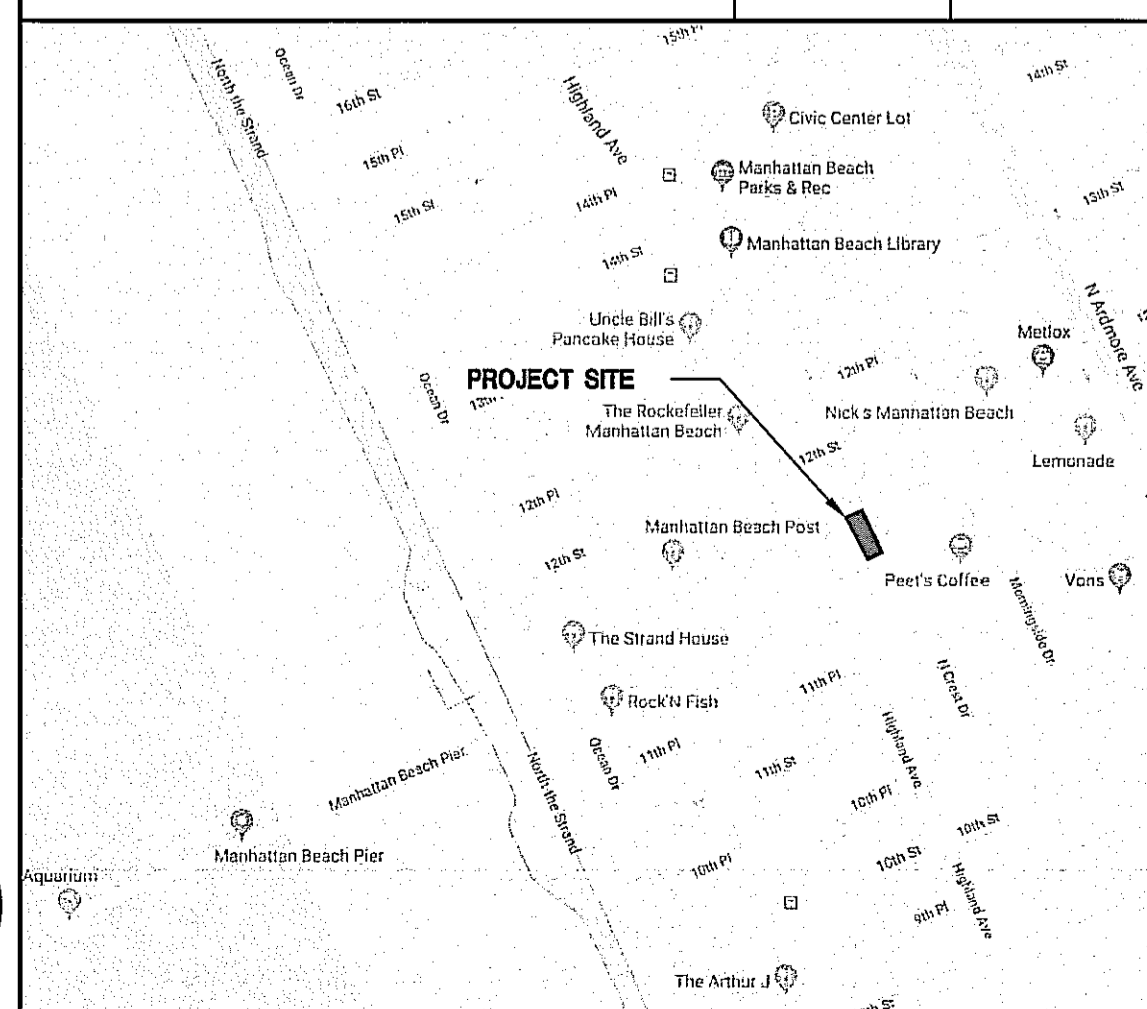 15th Pl
Ocean Dr
North the Strand
16th St
Highland Ave
14th St
Civic Center Lot
15th Pl
Manhattan Beach
Parks & Rec
14th Pl
15th St
13th St
Manhattan Beach Library
14th St
N Ardmore Ave
Uncle Bill's
Pancake House
Metlox
12th Pl
PROJECT SITE
Ocean Dr
The Rockefeller
Manhattan Beach
Nick's Manhattan Beach
12th St
Lemonade
12th Pl
Manhattan Beach Post
12th St
Peet's Coffee
Vons
Morningside Dr
The Strand House
11th Pl
N Crest Dr
Rock'N Fish
Highland Ave
11th Pl
Ocean Dr
11th St
Manhattan Beach Pier
North the Strand
10th Pl
10th St
Manhattan Beach Pier
10th Pl
10th St
Highland Ave
Aquarium
9th Pl
The Arthur J